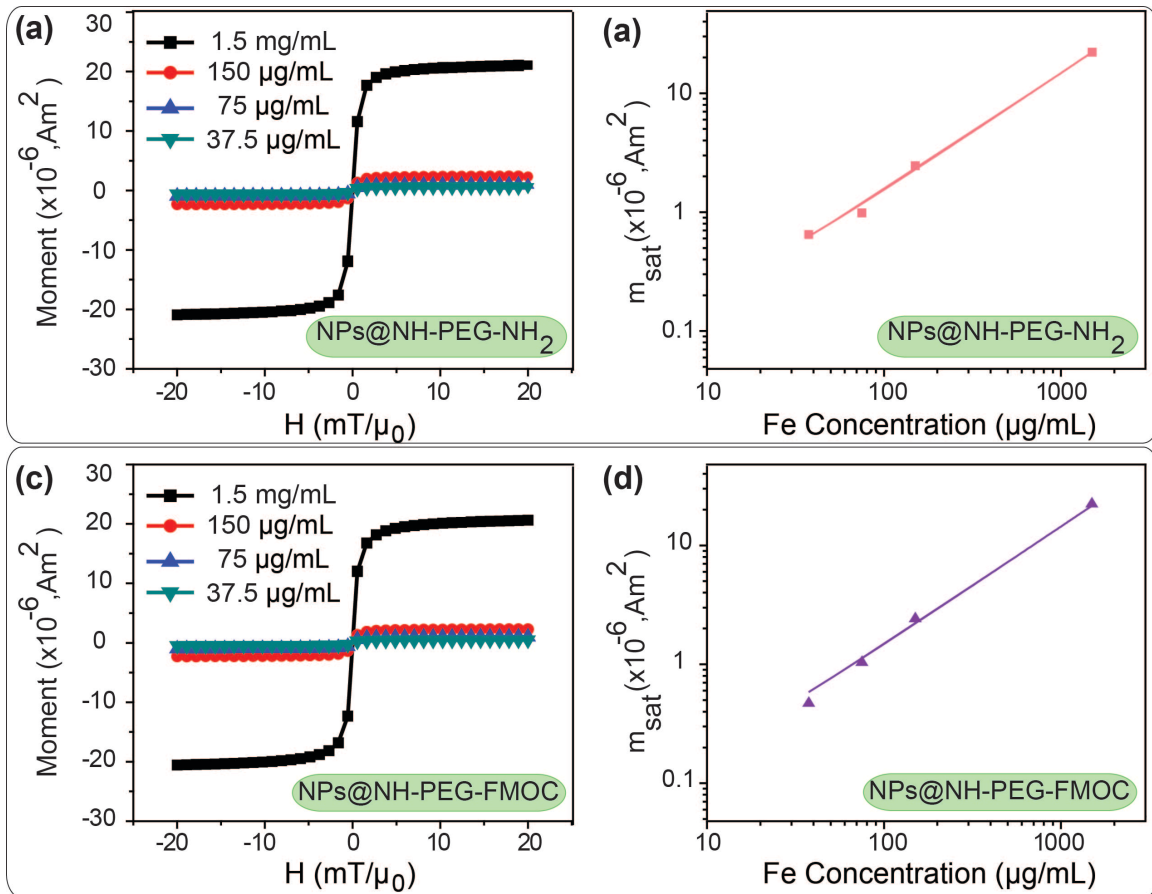 (a)
30
20
10
0
-10
-20
-30
Moment (x10⁻⁶,Am²)
1.5 mg/mL
150 µg/mL
75 µg/mL
37.5 µg/mL
NPs@NH-PEG-NH₂
-20 -10 0 10 20
H (mT/µ₀)
(a)
10
1
0.1
m_sat(x10⁻⁶,Am²)
NPs@NH-PEG-NH₂
10 100 1000
Fe Concentration (µg/mL)
(c)
30
20
10
0
-10
-20
-30
Moment (x10⁻⁶,Am²)
1.5 mg/mL
150 µg/mL
75 µg/mL
37.5 µg/mL
NPs@NH-PEG-FMOC
-20 -10 0 10 20
H (mT/µ₀)
(d)
10
1
0.1
m_sat(x10⁻⁶,Am²)
NPs@NH-PEG-FMOC
10 100 1000
Fe Concentration (µg/mL)